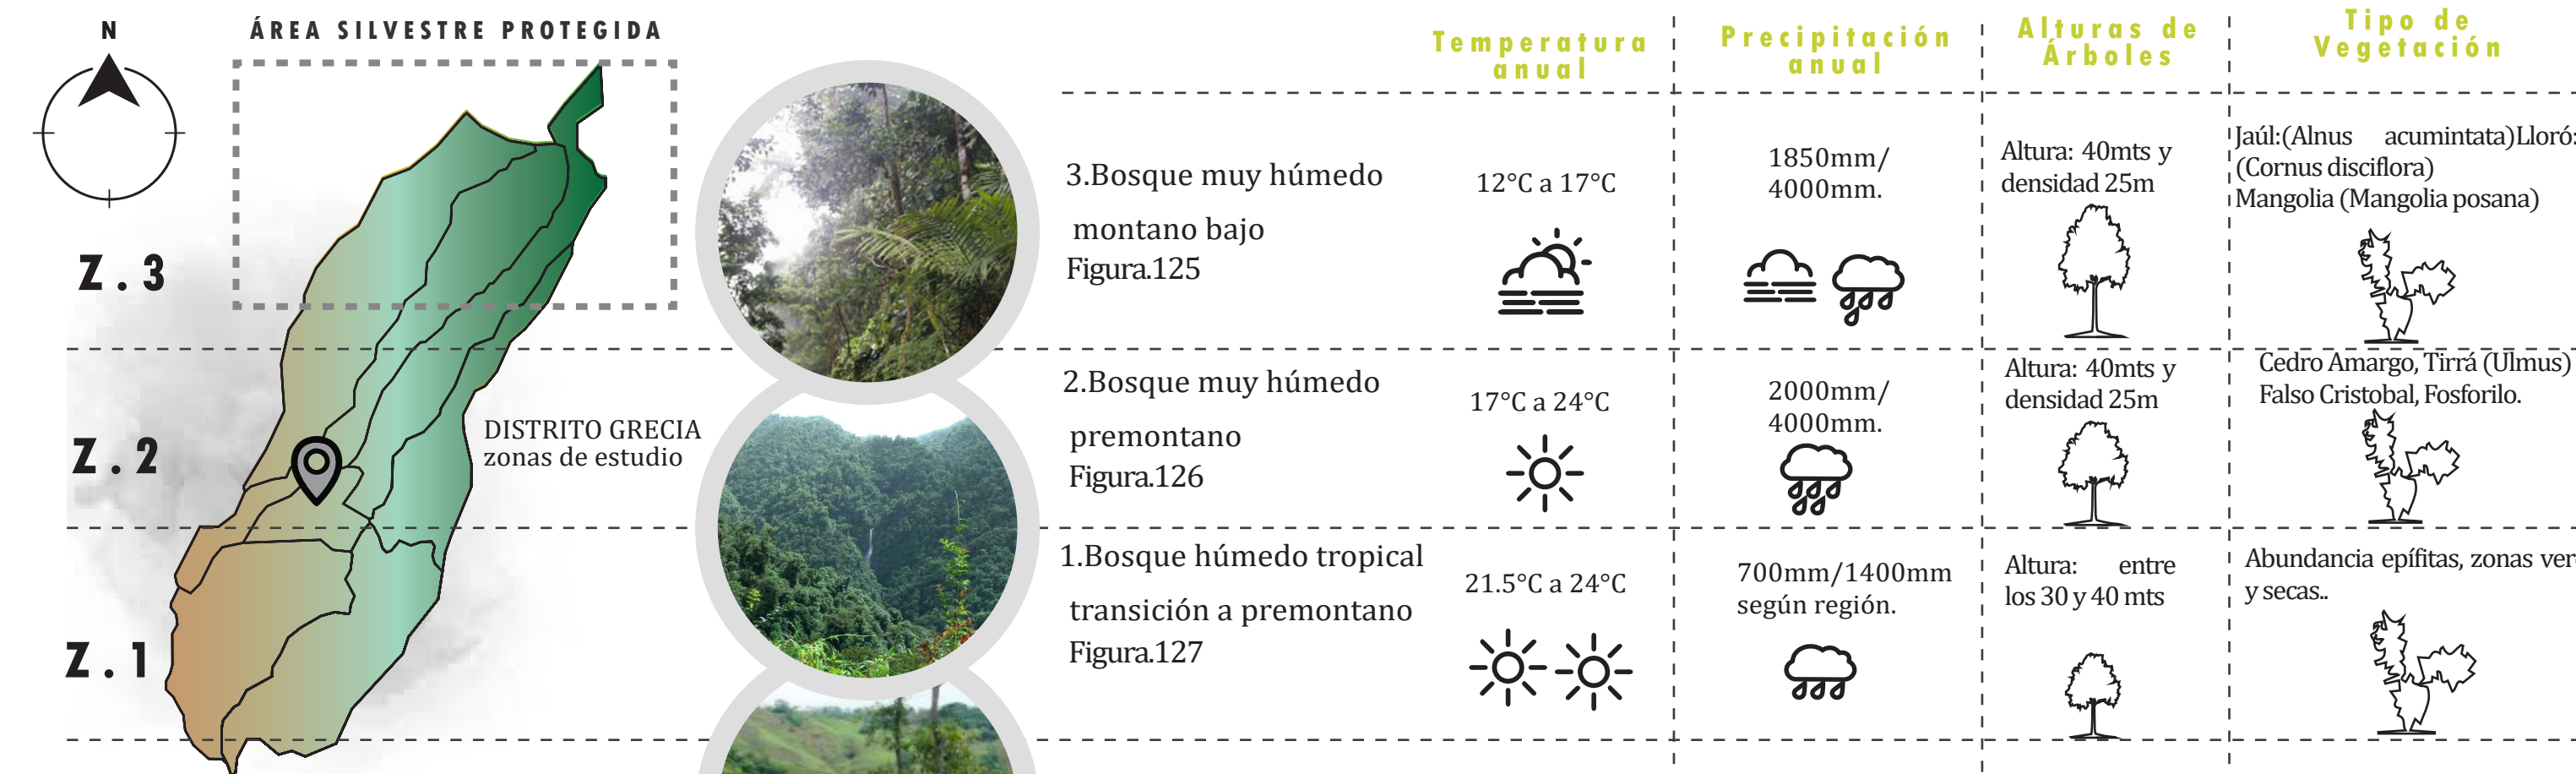 N
ÁREA SILVESTRE PROTEGIDA
Temperatura
anual
Precipitación
anual
Alturas de
Árboles
Tipo de
Vegetación
Z.3
3.Bosque muy húmedo
montano bajo
Figura.125
12°C a 17°C
1850mm/
4000mm.
Altura: 40mts y
densidad 25m
Jaúl:(Alnus acumintata)Lloró:
(Cornus disciflora)
Mangolia (Mangolia posana)
Z.2
DISTRITO GRECIA
zonas de estudio
2.Bosque muy húmedo
premontano
Figura.126
17°C a 24°C
2000mm/
4000mm.
Altura: 40mts y
densidad 25m
Cedro Amargo, Tirrá (Ulmus)
Falso Cristobal, Fosforilo.
Z.1
1.Bosque húmedo tropical
transición a premontano
Figura.127
21.5°C a 24°C
700mm/1400mm
según región.
Altura: entre
los 30 y 40 mts
Abundancia epífitas, zonas
y secas..